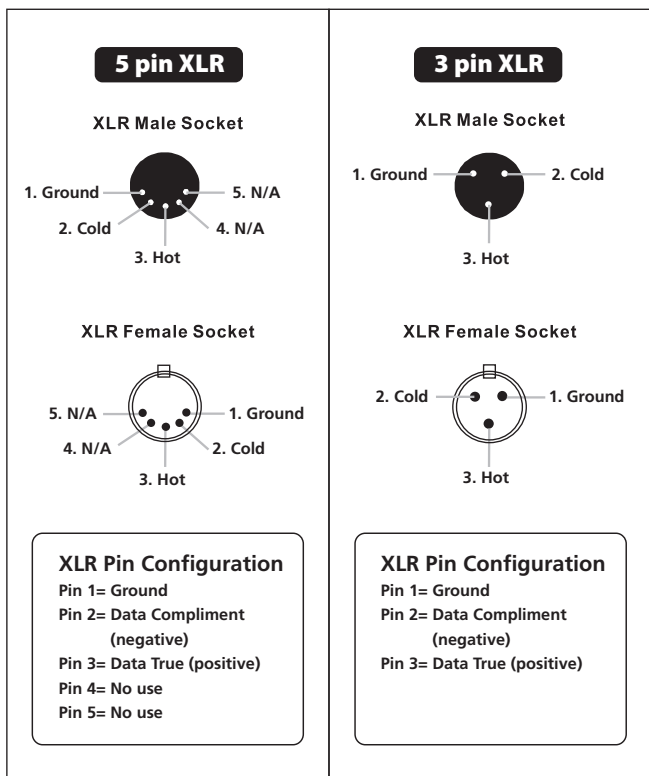 5 pin XLR
XLR Male Socket
1. Ground
5. N/A
2. Cold
4. N/A
3. Hot
XLR Female Socket
5. N/A
1. Ground
4. N/A
2. Cold
3. Hot
XLR Pin Configuration
Pin 1= Ground
Pin 2= Data Compliment
(negative)
Pin 3= Data True (positive)
Pin 4= No use
Pin 5= No use
3 pin XLR
XLR Male Socket
1. Ground
2. Cold
3. Hot
XLR Female Socket
2. Cold
1. Ground
3. Hot
XLR Pin Configuration
Pin 1= Ground
Pin 2= Data Compliment
(negative)
Pin 3= Data True (positive)